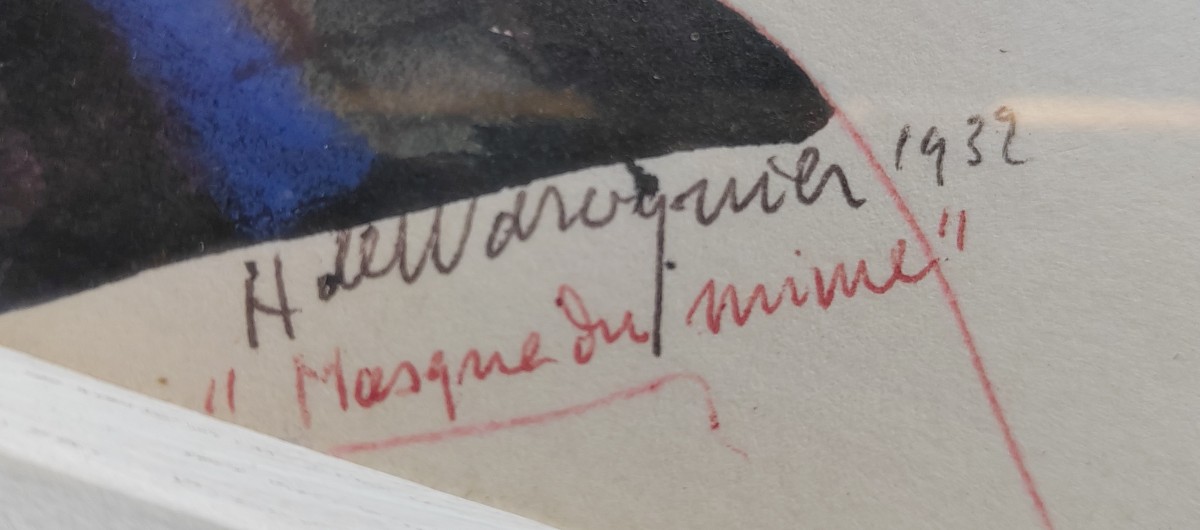 H de Waroquier 1932
"Masque du mime"